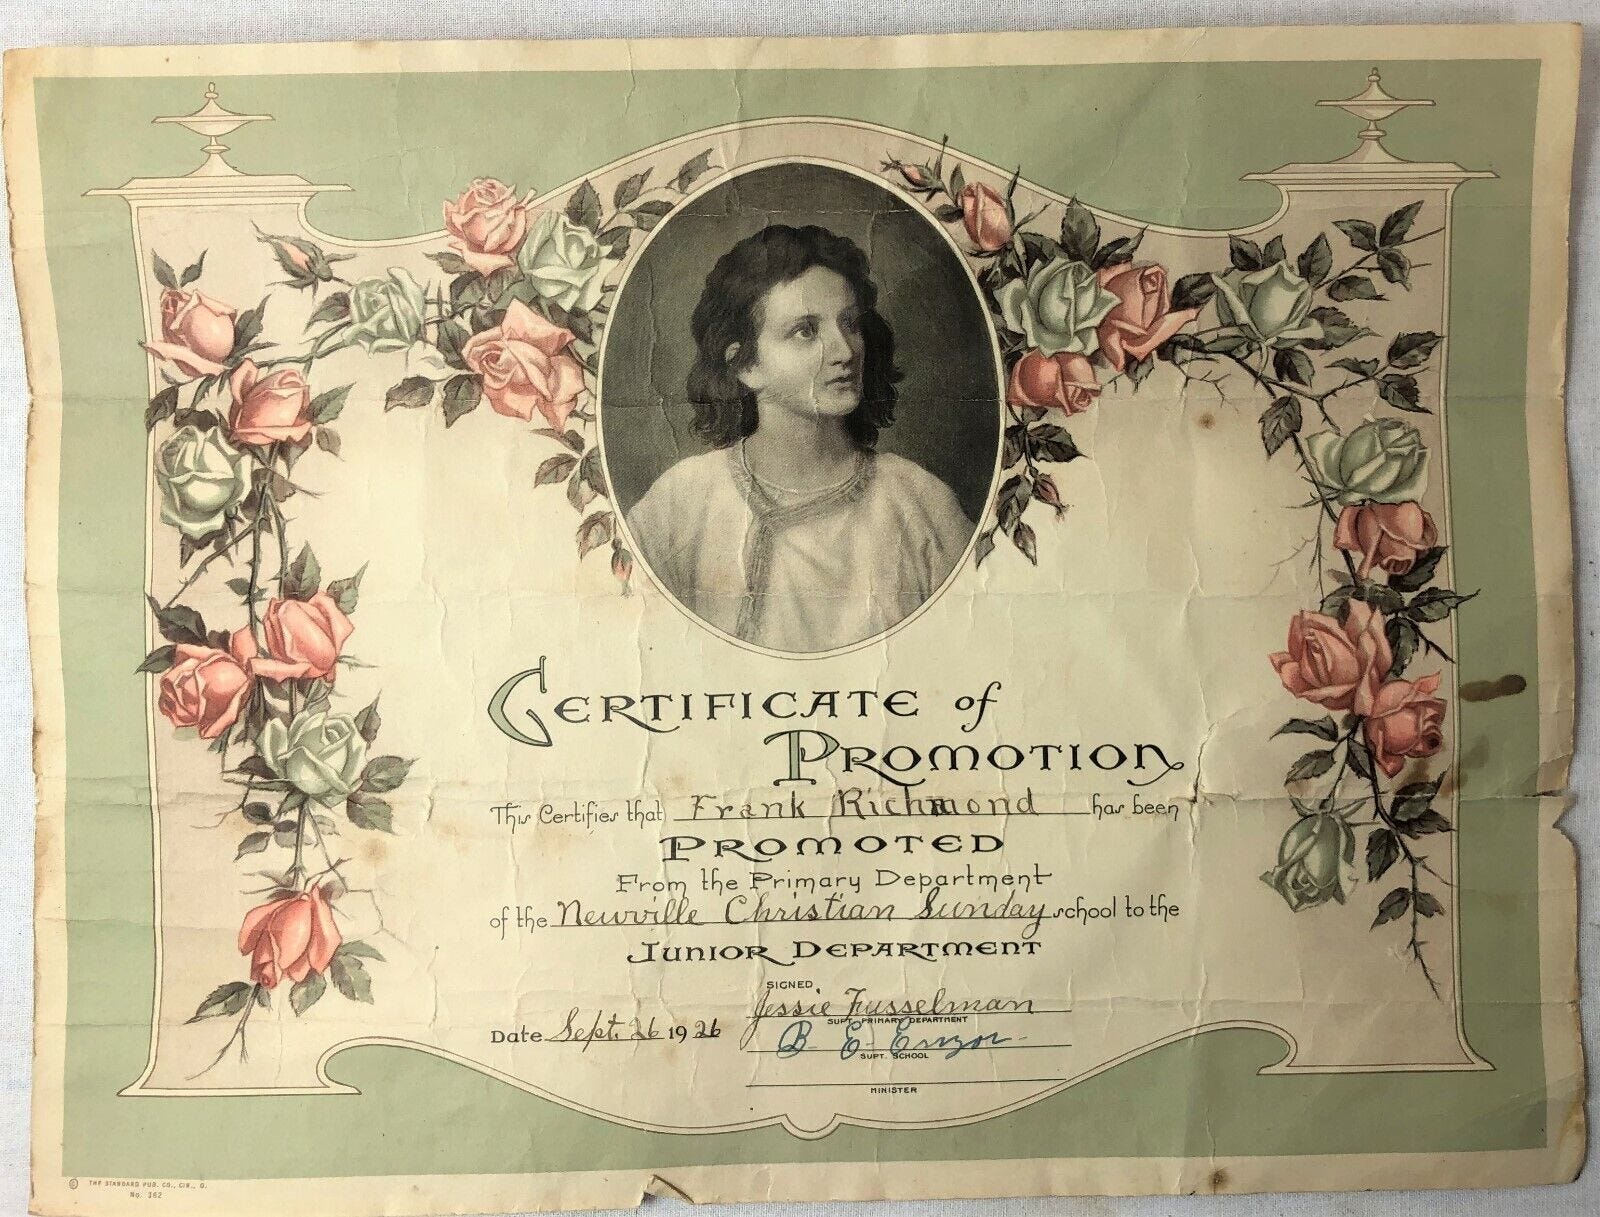 CERTIFICATE of
PROMOTION
This Certifies that Frank Richmond has been
PROMOTED
From the Primary Department
of the Newville Christian Sunday school to the
JUNIOR DEPARTMENT
SIGNED
Jessie Fusselman
SUPT. PRIMARY DEPARTMENT
Date Sept. 26 1926
B. E. Enzor
SUPT. SCHOOL
MINISTER
© THE STANDARD PUB. CO., CIN., O.
No. 362